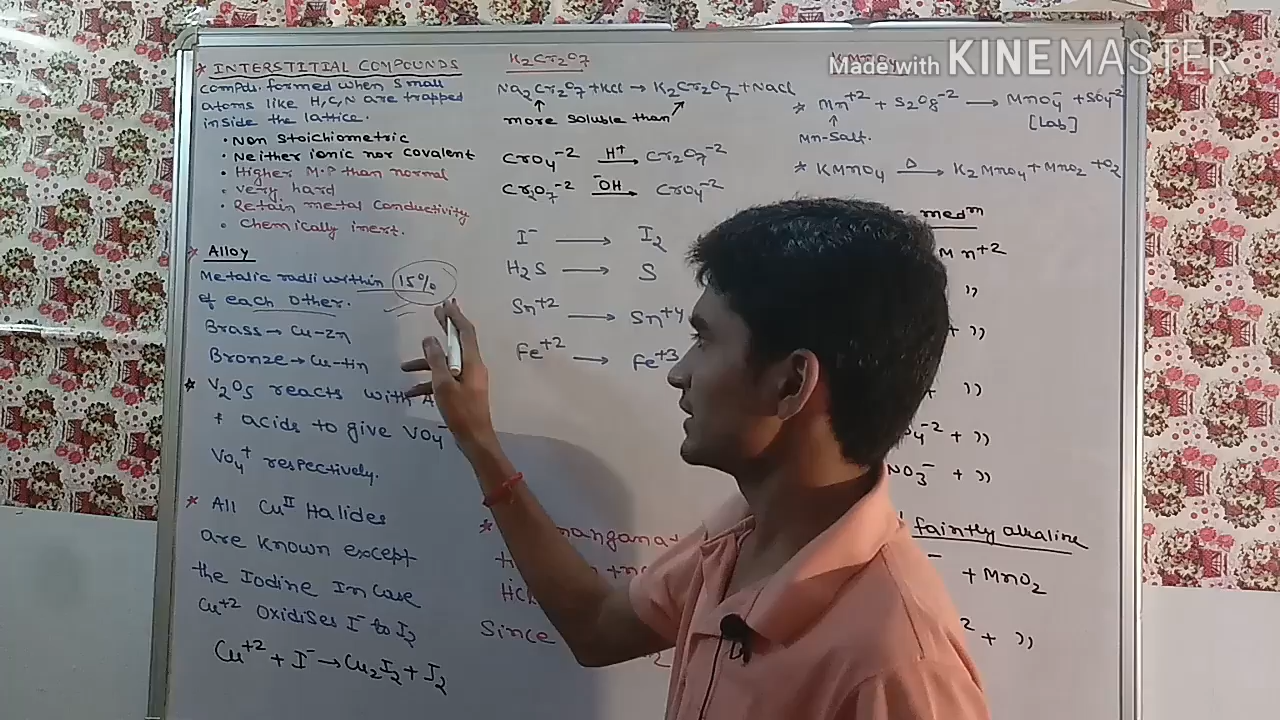 * INTERSTITIAL COMPOUNDS
compds. formed when small
atoms like H, C, N are trapped
inside the lattice.
• Non Stoichiometric
• Neither ionic nor covalent
• Higher M.P than normal
• very hard
• Retain metal conductivity
• chemically inert.
* Alloy
Metalic radii within 15%
of each other.
Brass → Cu-Zn
Bronze → Cu-tin
* V2O5 reacts with
+ acids to give VO4-
VO4+ respectively.
* All CuII Halides
are known except
the Iodine In case
Cu+2 oxidises I- to I2
Cu+2 + I- → Cu2I2 + I2
K2Cr2O7
Na2Cr2O7 + KCl → K2Cr2O7 + NaCl
more soluble than
CrO4-2 H+→ Cr2O7-2
Cr2O7-2 -OH→ CrO4-2
I- → I2
H2S → S
Sn+2 → Sn+4
Fe+2 → Fe+3
*
HCl
Since
Made with KINEMASTER
* Mn+2 + S2O8-2 → MnO4- + SO4-2
Mn-Salt.
[Lab]
* KMnO4 Δ→ K2MnO4 + MnO2 + O2
medm
Mn+2
"
+ "
"
+ "
NO3- + "
faintly alkaline
+ MnO2
+ "